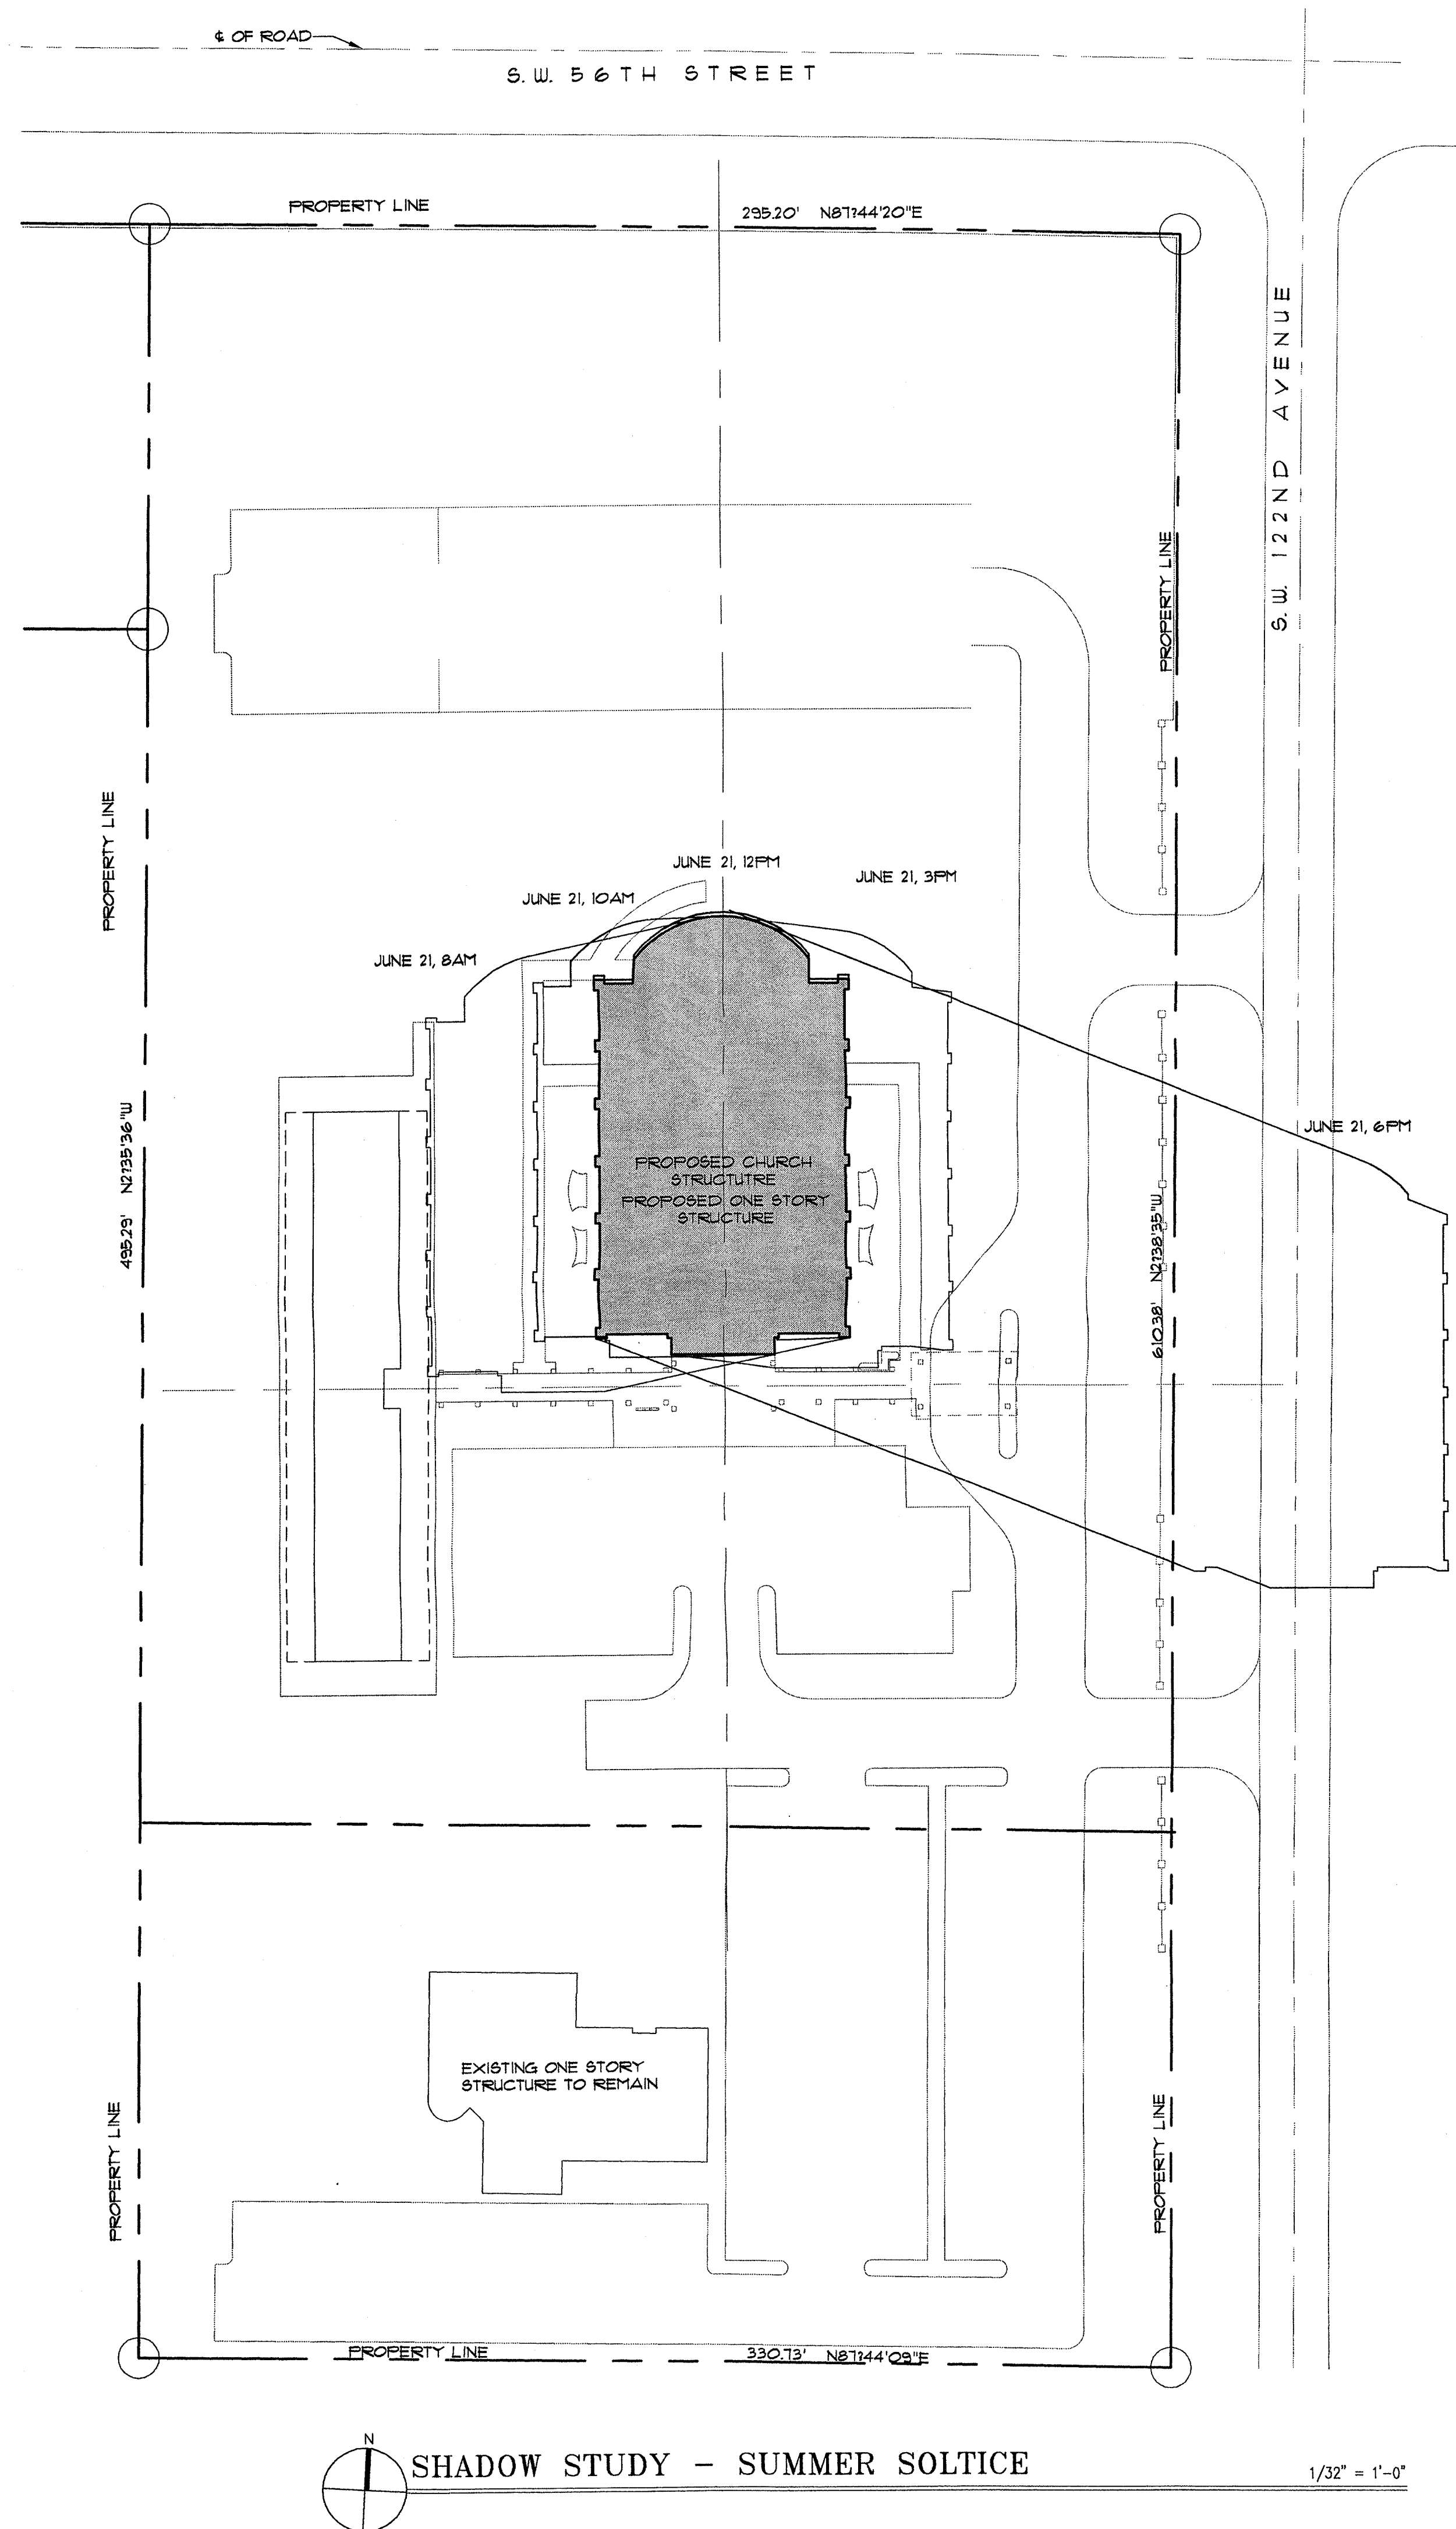 ℄ OF ROAD
S.W. 56TH STREET
PROPERTY LINE
295.20' N87?44'20"E
S.W. 122ND AVENUE
PROPERTY LINE
PROPERTY LINE
JUNE 21, 12PM
JUNE 21, 3PM
JUNE 21, 10AM
JUNE 21, 8AM
JUNE 21, 6PM
495.29' N2?35'36"W
PROPOSED CHURCH
STRUCTUTRE
PROPOSED ONE STORY
STRUCTURE
610.38' N2?38'35"W
EXISTING ONE STORY
STRUCTURE TO REMAIN
PROPERTY LINE
PROPERTY LINE
PROPERTY LINE
330.73' N87?44'09"E
N
SHADOW STUDY - SUMMER SOLTICE
1/32" = 1'-0"